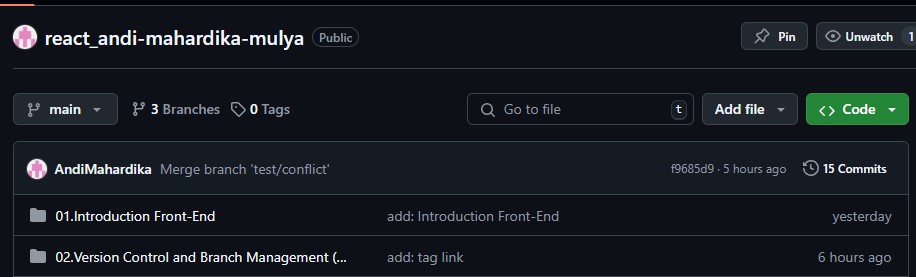 react_andi-mahardika-mulya Public Pin Unwatch 1
main 3 Branches 0 Tags Go to file t Add file Code
AndiMahardika Merge branch 'test/conflict' f9685d9 · 5 hours ago 15 Commits
01.Introduction Front-End add: Introduction Front-End yesterday
02.Version Control and Branch Management (... add: tag link 6 hours ago